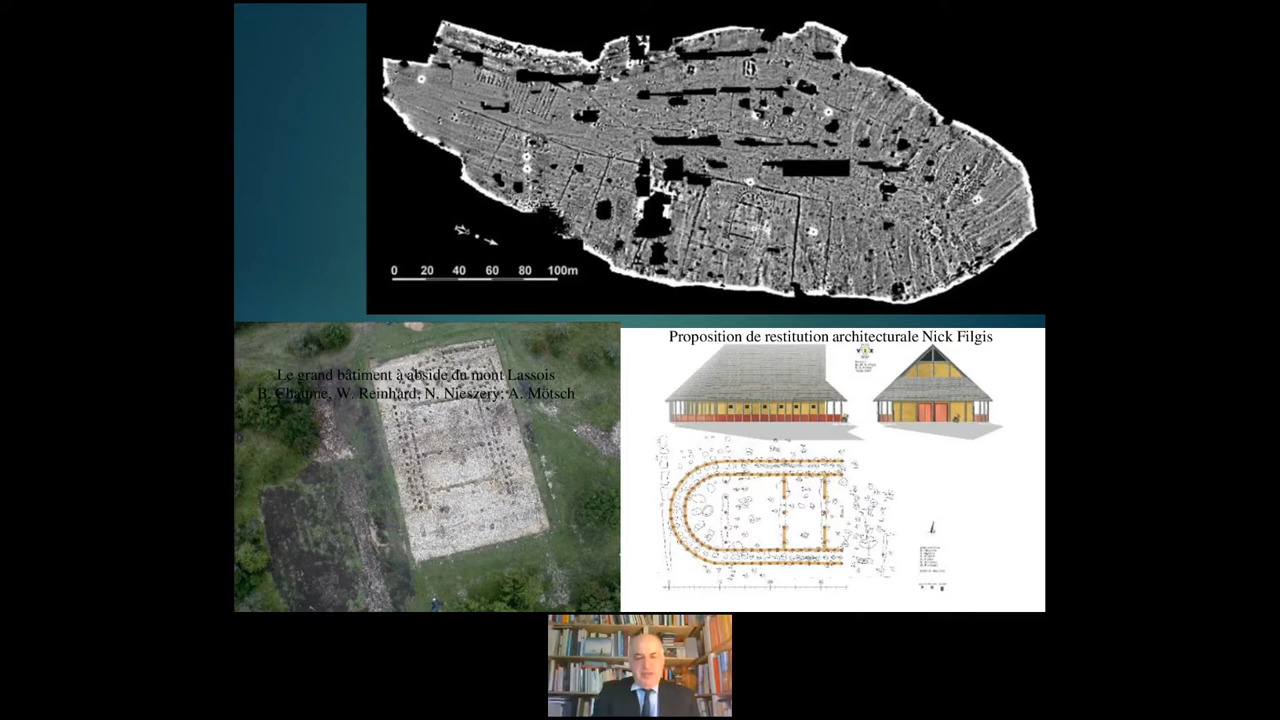 0 20 40 60 80 100m
Le grand bâtiment à abside du mont Lassois
B. Chaume, W. Reinhard, N. Nieszery, A. Mötsch
Proposition de restitution architecturale Nick Filgis